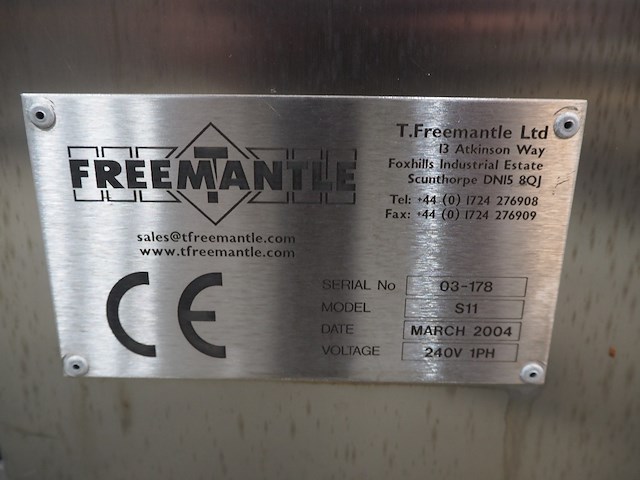 FREEMANTLE
T
sales@tfreemantle.com
www.tfreemantle.com
CE
T.Freemantle Ltd
13 Atkinson Way
Foxhills Industrial Estate
Scunthorpe DN15 8QJ
Tel: +44 (0) 1724 276908
Fax: +44 (0) 1724 276909
SERIAL No 03-178
MODEL S11
DATE MARCH 2004
VOLTAGE 240V 1PH